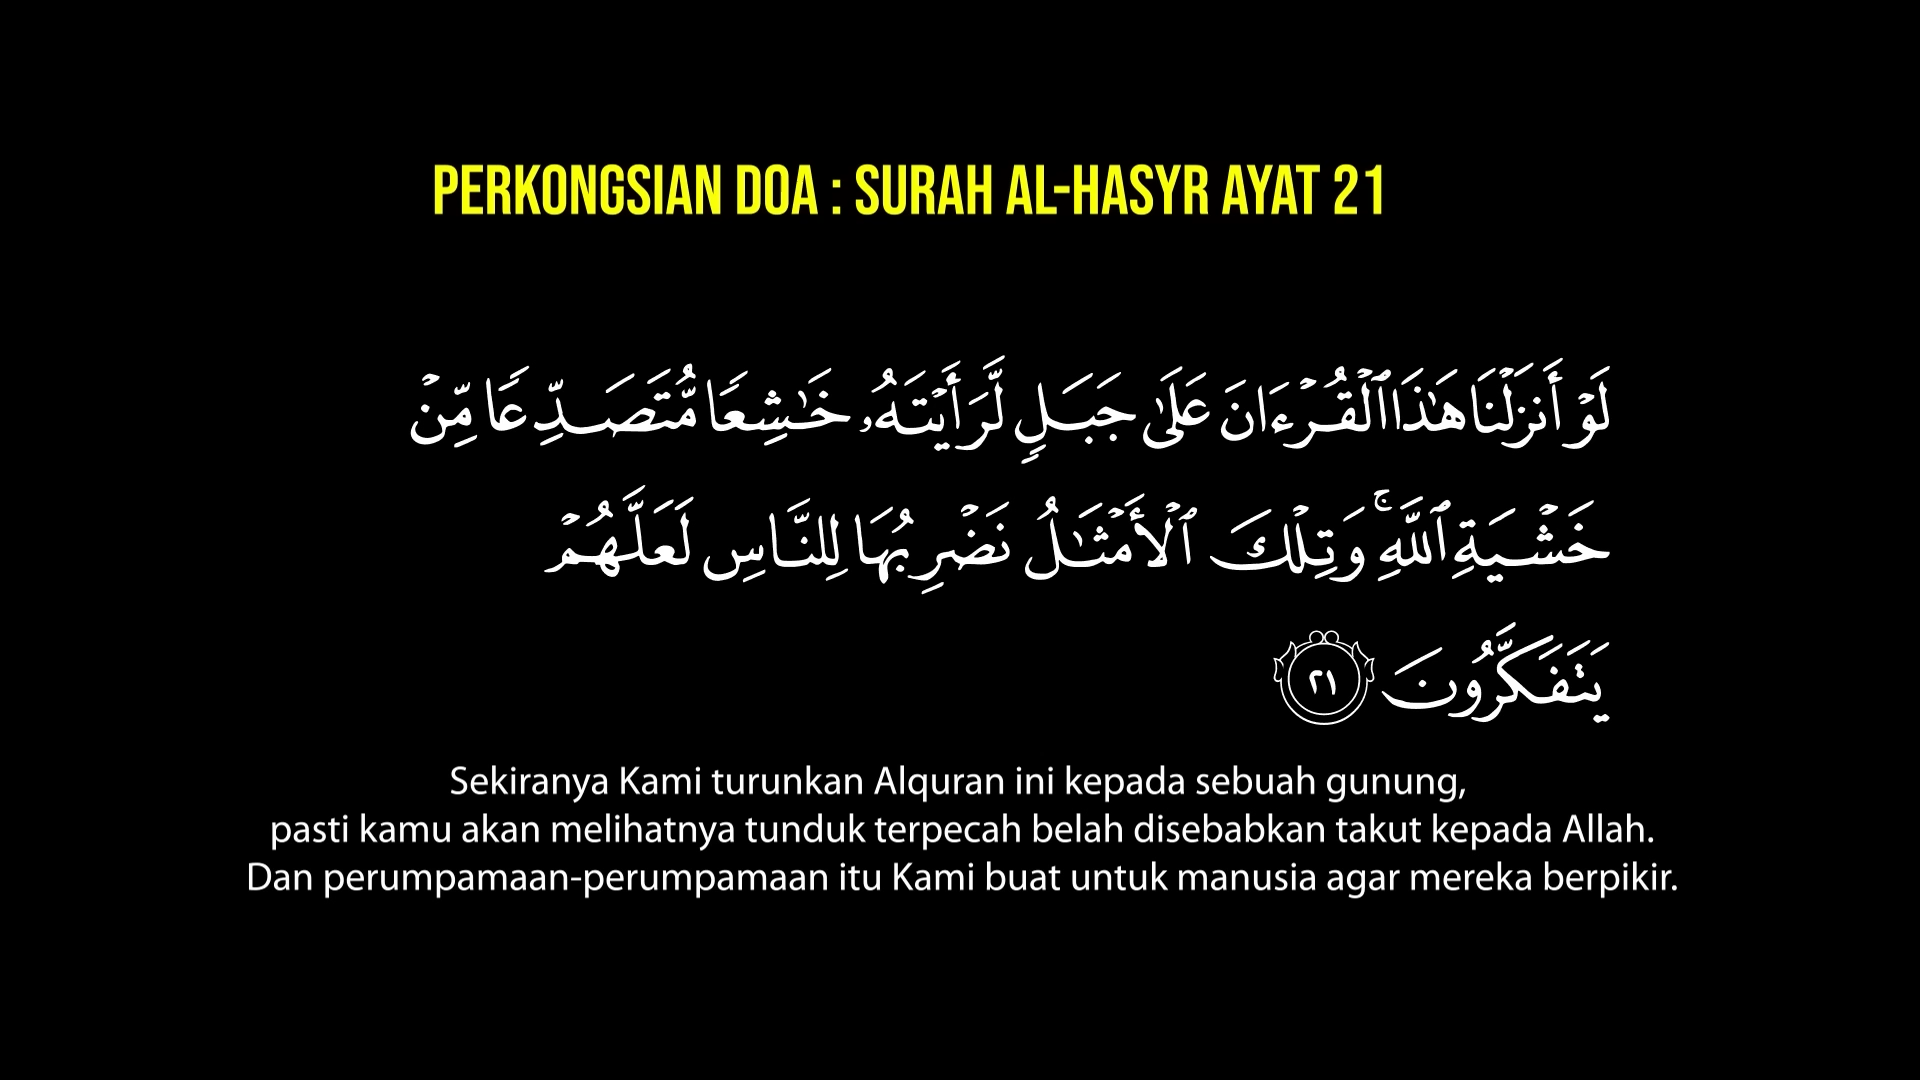 PERKONGSIAN DOA : SURAH AL-HASYR AYAT 21
لَوْ أَنزَلْنَا هَٰذَا ٱلْقُرْءَانَ عَلَىٰ جَبَلٍ لَّرَأَيْتَهُۥ خَٰشِعًا مُّتَصَدِّعًا مِّنْ
خَشْيَةِ ٱللَّهِ ۚ وَتِلْكَ ٱلْأَمْثَٰلُ نَضْرِبُهَا لِلنَّاسِ لَعَلَّهُمْ
يَتَفَكَّرُونَ ٢١
Sekiranya Kami turunkan Alquran ini kepada sebuah gunung,
pasti kamu akan melihatnya tunduk terpecah belah disebabkan takut kepada Allah.
Dan perumpamaan-perumpamaan itu Kami buat untuk manusia agar mereka berpikir.